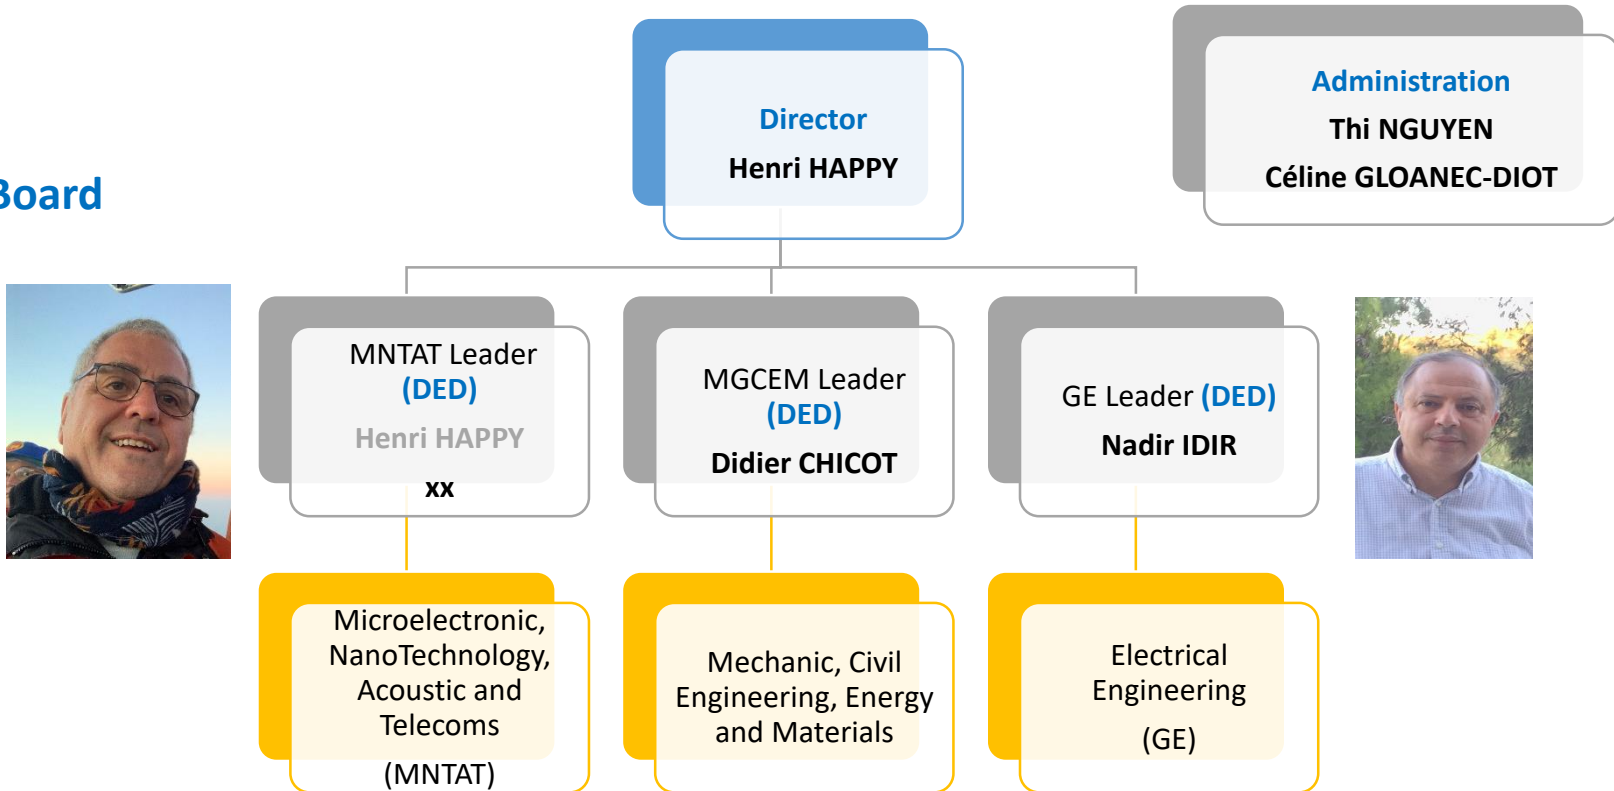 Director
Henri HAPPY
Administration
Thi NGUYEN
Céline GLOANEC-DIOT
Board
MNTAT Leader
(DED)
Henri HAPPY
xx
MGCEM Leader
(DED)
Didier CHICOT
GE Leader (DED)
Nadir IDIR
Microelectronic,
NanoTechnology,
Acoustic and
Telecoms
(MNTAT)
Mechanic, Civil
Engineering, Energy
and Materials
Electrical
Engineering
(GE)